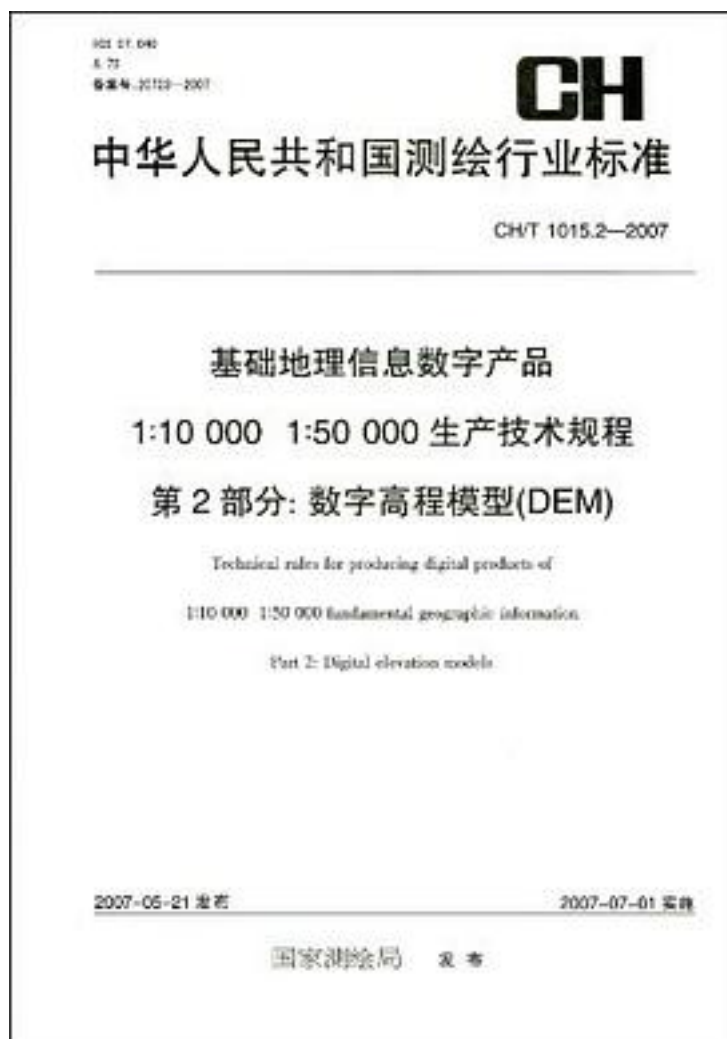 ICS 07.040
A 75
备案号:20723—2007
CH
中华人民共和国测绘行业标准
CH/T 1015.2—2007
基础地理信息数字产品
1:10 000 1:50 000 生产技术规程
第 2 部分: 数字高程模型(DEM)
Technical rules for producing digital products of
1:10 000 1:50 000 fundamental geographic information
Part 2: Digital elevation models
2007-05-21 发布
2007-07-01 实施
国家测绘局 发布